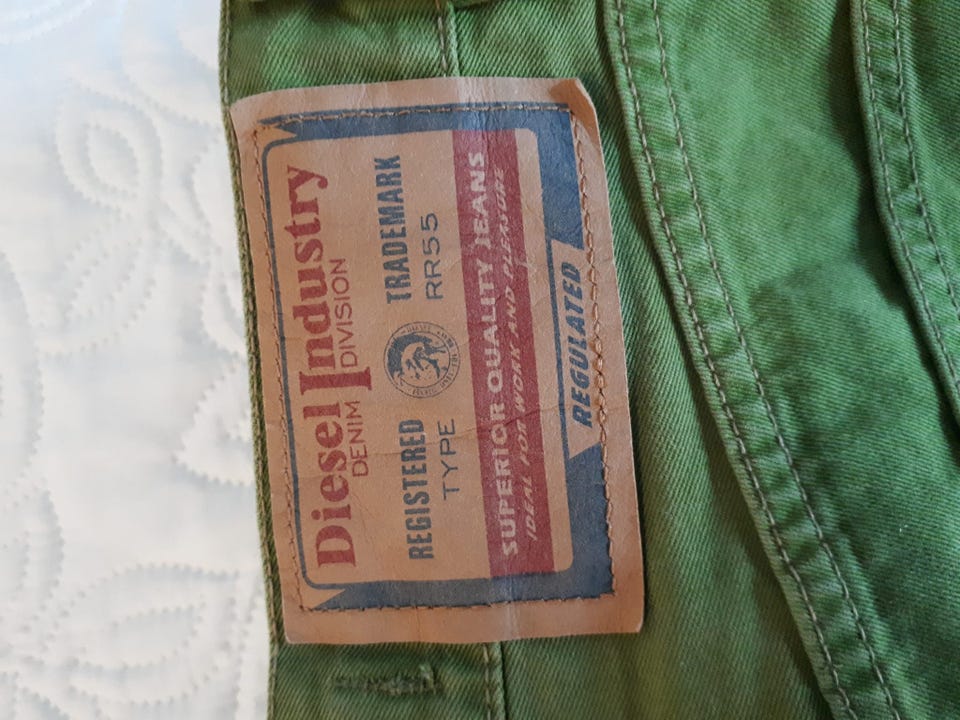 Diesel Industry
DENIM DIVISION
REGISTERED TRADEMARK
TYPE RR55
SUPERIOR QUALITY JEANS
IDEAL FOR WORK AND PLEASURE
REGULATED